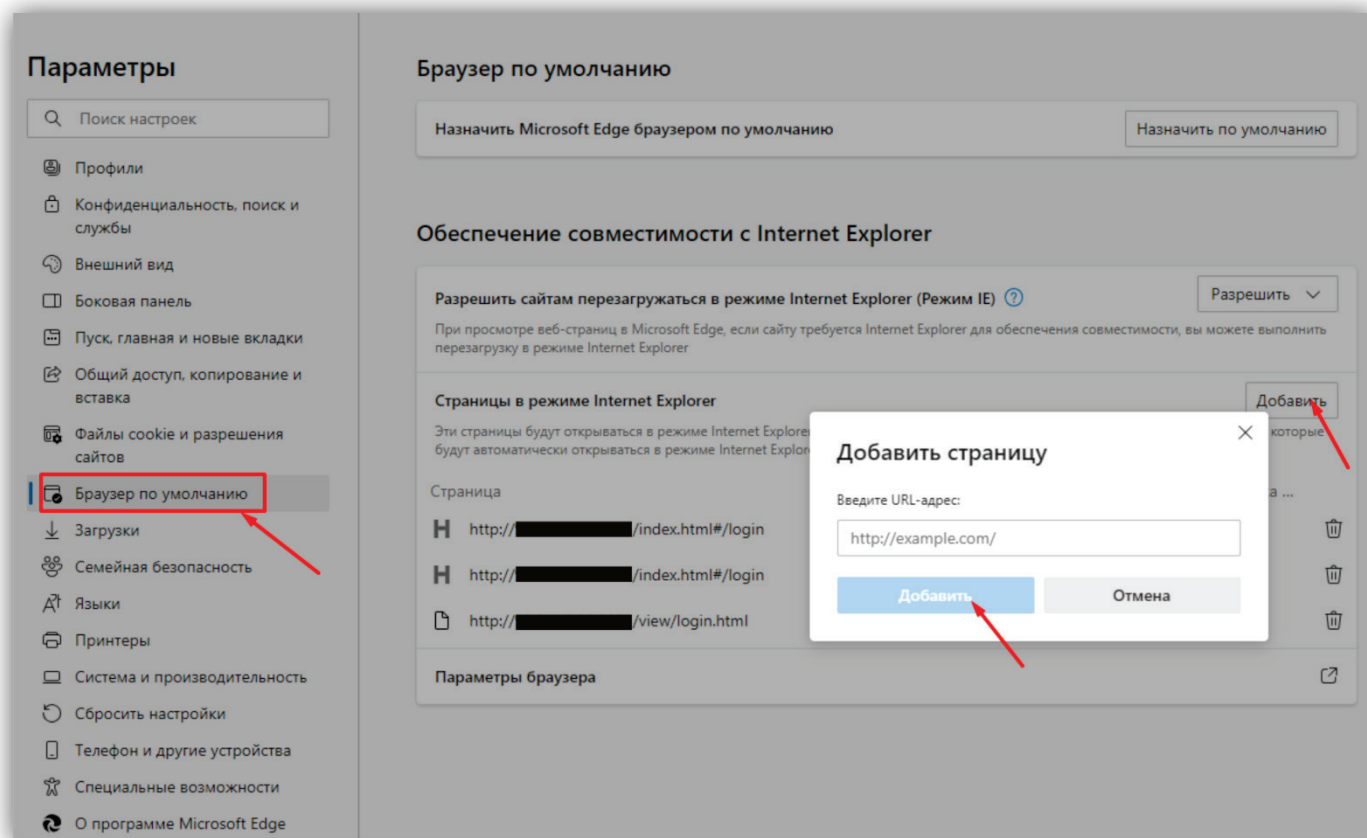 Параметры
Поиск настроек
Профили
Конфиденциальность, поиск и
службы
Внешний вид
Боковая панель
Пуск, главная и новые вкладки
Общий доступ, копирование и
вставка
Файлы cookie и разрешения
сайтов
Браузер по умолчанию
Загрузки
Семейная безопасность
Языки
Принтеры
Система и производительность
Сбросить настройки
Телефон и другие устройства
Специальные возможности
О программе Microsoft Edge
Браузер по умолчанию
Назначить Microsoft Edge браузером по умолчанию
Назначить по умолчанию
Обеспечение совместимости с Internet Explorer
Разрешить сайтам перезагружаться в режиме Internet Explorer (Режим IE)
Разрешить
При просмотре веб-страниц в Microsoft Edge, если сайту требуется Internet Explorer для обеспечения совместимости, вы можете выполнить
перезагрузку в режиме Internet Explorer
Страницы в режиме Internet Explorer
Добавить
Эти страницы будут открываться в режиме Internet Explorer которые
будут автоматически открываться в режиме Internet
Страница
http:// /index.html#/login
http:// /index.html#/login
http:// /view/login.html
Параметры браузера
Добавить страницу
Введите URL-адрес:
http://example.com/
Добавить
Отмена